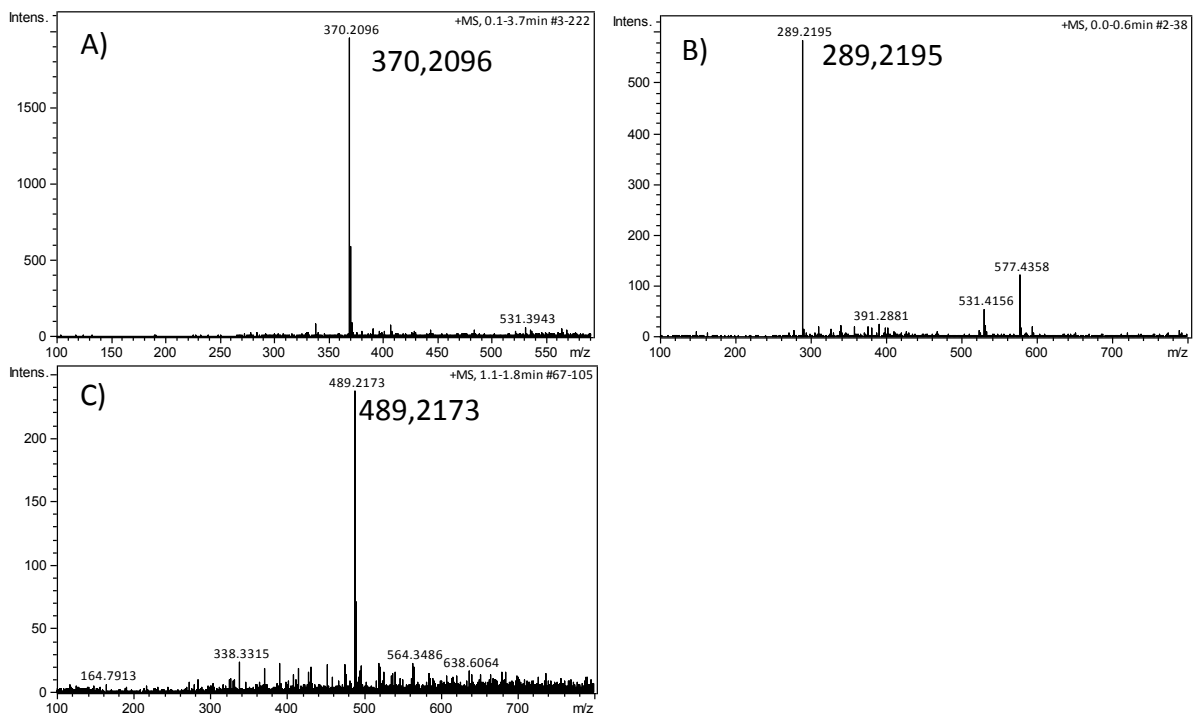 Intens.
+MS, 0.1-3.7min #3-222
A)
370.2096
370,2096
1500
1000
500
0
531.3943
100 150 200 250 300 350 400 450 500 550 m/z
Intens.
+MS, 0.0-0.6min #2-38
B)
289.2195
289,2195
500
400
300
200
100
0
577.4358
531.4156
391.2881
100 200 300 400 500 600 700 m/z
Intens.
+MS, 1.1-1.8min #67-105
C)
489.2173
489,2173
200
150
100
50
0
338.3315
564.3486
638.6064
164.7913
100 200 300 400 500 600 700 m/z